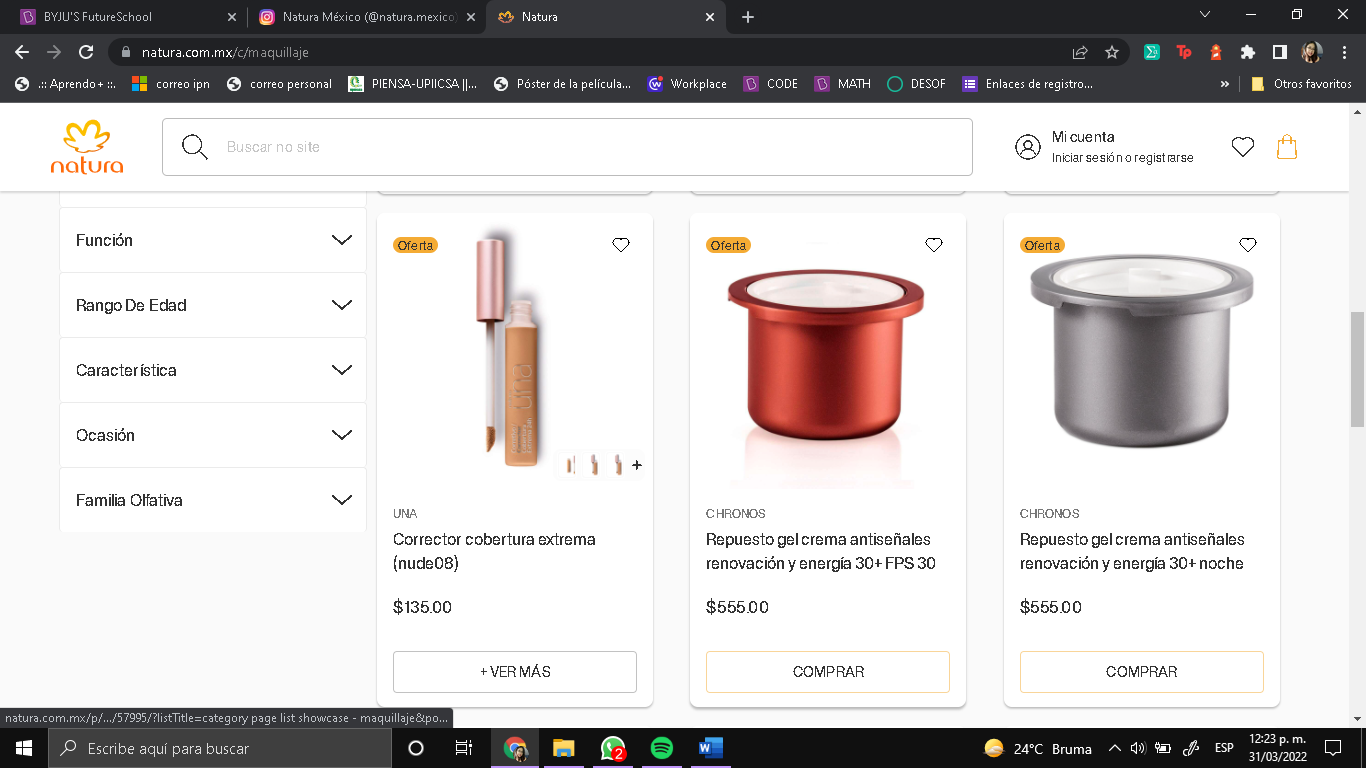 BYJU'S FutureSchool
Natura México (@natura.mexico)
Natura
natura.com.mx/c/maquillaje
.:: Aprendo+ ::.
correo ipn
correo personal
PIENSA-UPIICSA ||...
Póster de la película...
Workplace
CODE
MATH
DESOF
Enlaces de registro...
»
Otros favoritos
natura
Buscar no site
Mi cuenta
Iniciar sesión o registrarse
Función
Rango De Edad
Característica
Ocasión
Familia Olfativa
Oferta
una
+
UNA
Corrector cobertura extrema
(nude08)
$135.00
+ VER MÁS
Oferta
CHRONOS
Repuesto gel crema antiseñales
renovación y energía 30+ FPS 30
$555.00
COMPRAR
Oferta
CHRONOS
Repuesto gel crema antiseñales
renovación y energía 30+ noche
$555.00
COMPRAR
natura.com.mx/p/.../57995/?listTitle=category page list showcase - maquillaje&po...
Escribe aquí para buscar
2
24°C Bruma
ESP
12:23 p. m.
31/03/2022